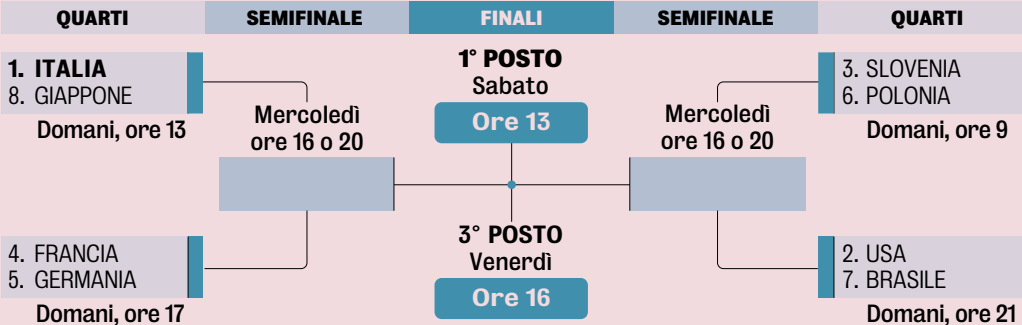 QUARTI
SEMIFINALE
FINALI
SEMIFINALE
QUARTI
1. ITALIA
8. GIAPPONE
Domani, ore 13
4. FRANCIA
5. GERMANIA
Domani, ore 17
Mercoledì
ore 16 o 20
1° POSTO
Sabato
Ore 13
3° POSTO
Venerdì
Ore 16
Mercoledì
ore 16 o 20
3. SLOVENIA
6. POLONIA
Domani, ore 9
2. USA
7. BRASILE
Domani, ore 21